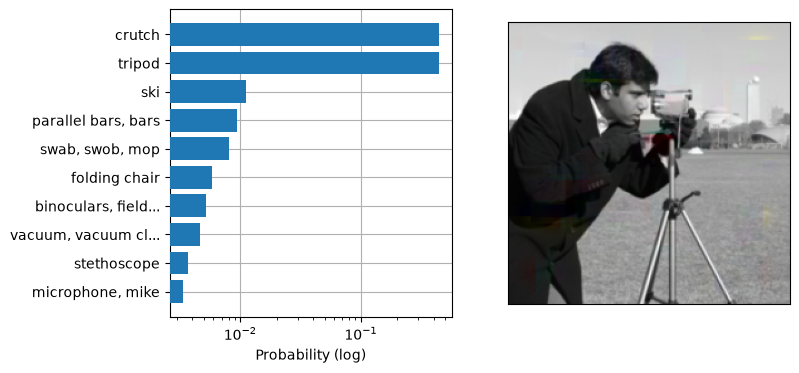 crutch
tripod
ski
parallel bars, bars
swab, swob, mop
folding chair
binoculars, field...
vacuum, vacuum cl...
stethoscope
microphone, mike
10⁻² 10⁻¹
Probability (log)